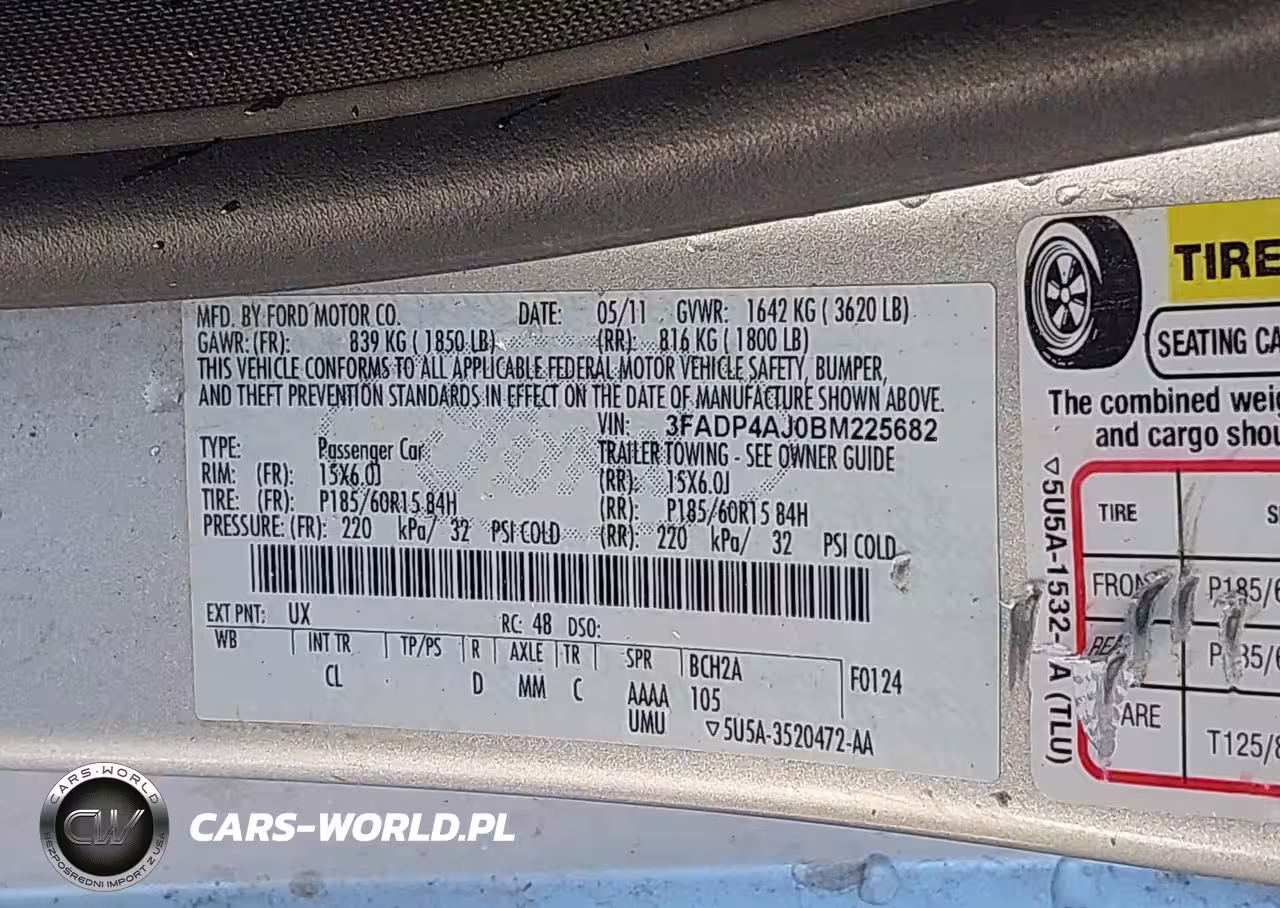 MFD. BY FORD MOTOR CO. DATE: 05/11 GVWR: 1642 KG ( 3620 LB)
GAWR: (FR): 839 KG ( 1850 LB) (RR): 816 KG ( 1800 LB)
THIS VEHICLE CONFORMS TO ALL APPLICABLE FEDERAL MOTOR VEHICLE SAFETY, BUMPER,
AND THEFT PREVENTION STANDARDS IN EFFECT ON THE DATE OF MANUFACTURE SHOWN ABOVE.
VIN: 3FADP4AJ0BM225682
TYPE: Passenger Car TRAILER TOWING - SEE OWNER GUIDE
RIM: (FR): 15X6.0J (RR): 15X6.0J
TIRE: (FR): P185/60R15 84H (RR): P185/60R15 84H
PRESSURE: (FR): 220 kPa/ 32 PSI COLD (RR): 220 kPa/ 32 PSI COLD
EXT PNT: UX RC: 48 DSO:
WB INT TR TP/PS R AXLE TR SPR BCH2A F0124
CL D MM C AAAA 105
UMU ▽5U5A-3520472-AA
TIRE
SEATING CA
The combined weig
and cargo shou
TIRE S
FRON P185/6
REA P185/6
ARE T125/8
▽5U5A-1532- A (TLU)
CARS-WORLD
CW
BEZPOŚREDNI IMPORT Z USA
CARS-WORLD.PL